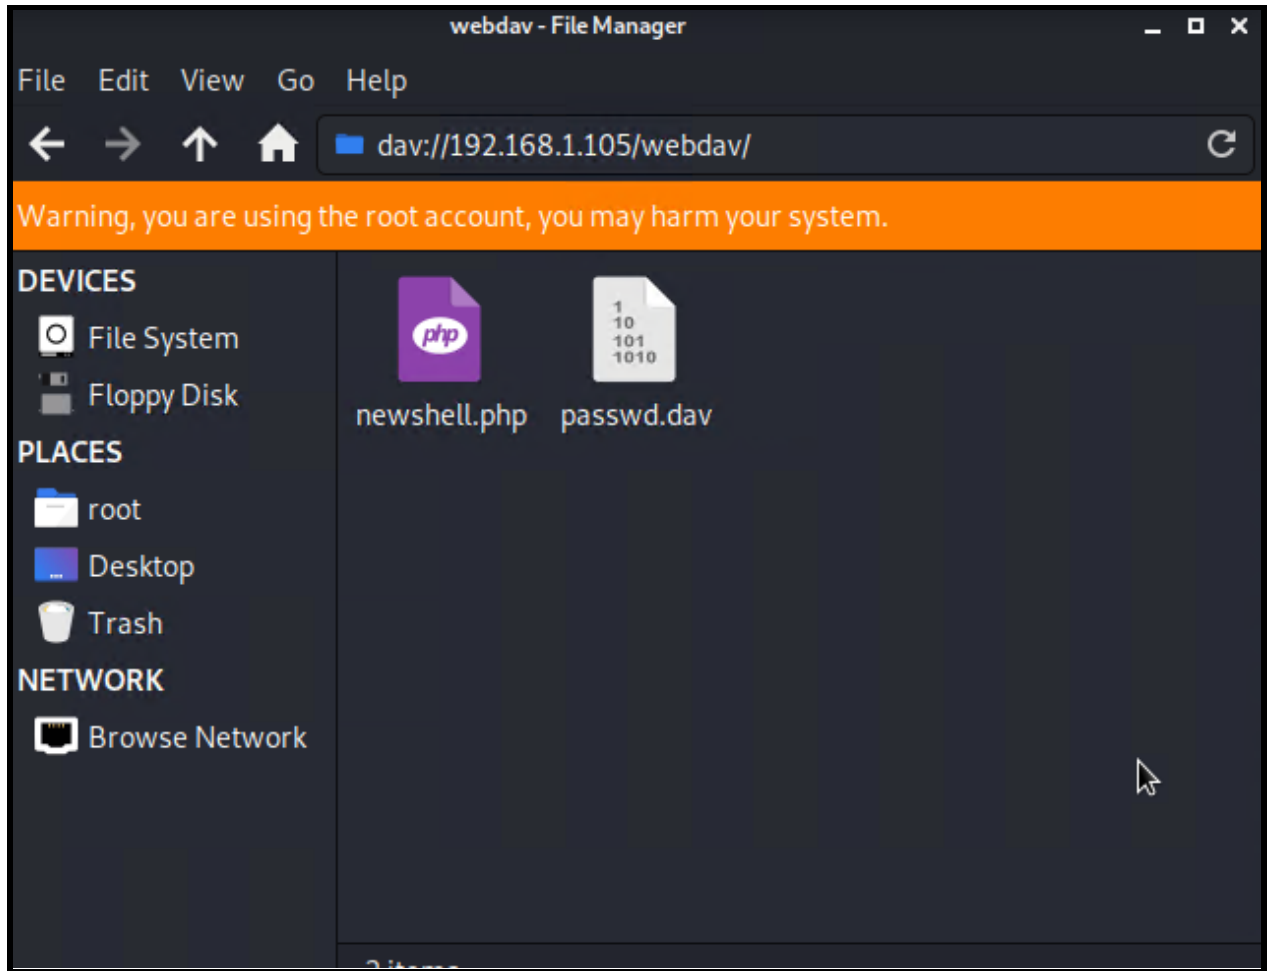 webdav - File Manager
File Edit View Go Help
dav://192.168.1.105/webdav/
Warning, you are using the root account, you may harm your system.
DEVICES
File System
Floppy Disk
PLACES
root
Desktop
Trash
NETWORK
Browse Network
php
1
10
101
1010
newshell.php passwd.dav
2 items